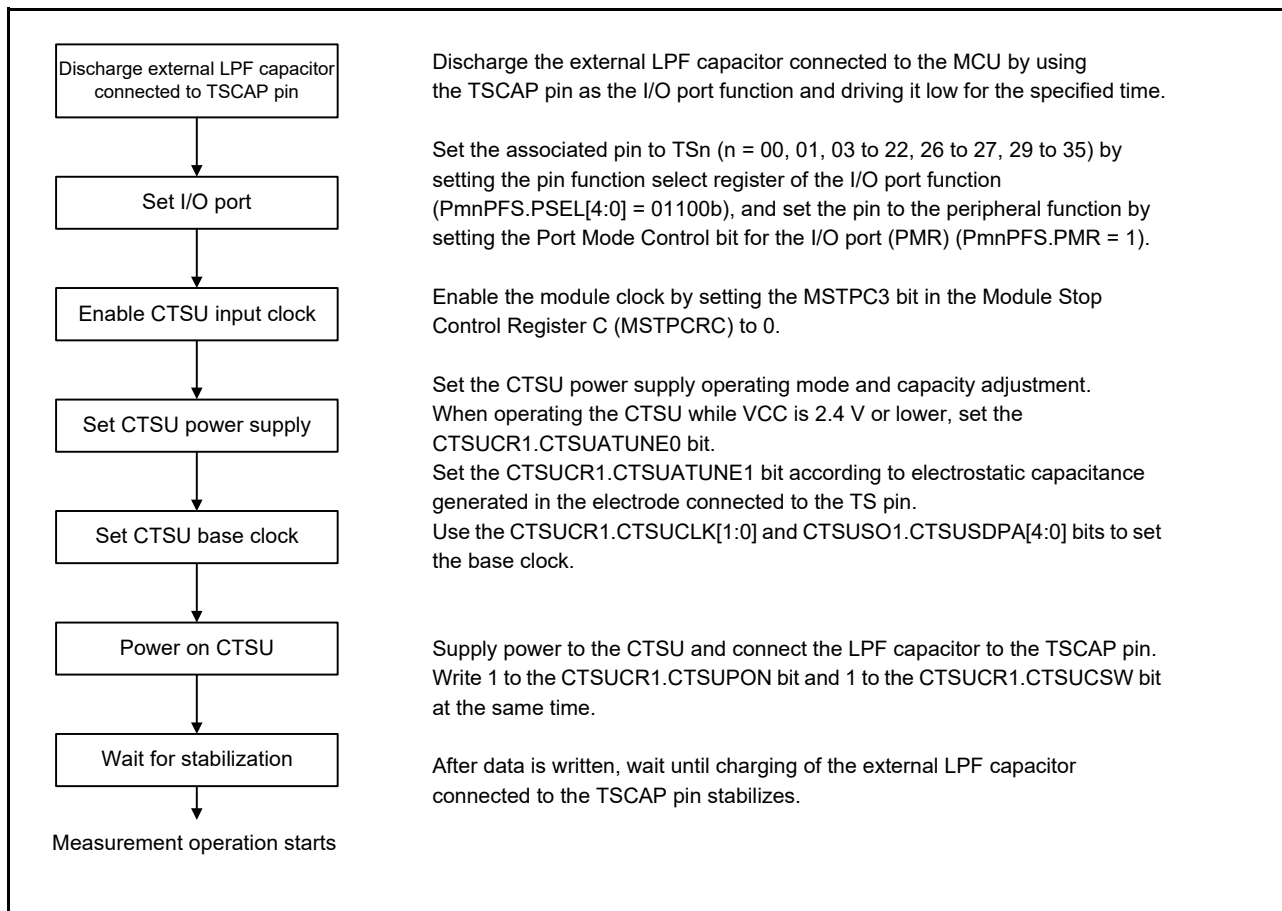 Discharge external LPF capacitor
connected to TSCAP pin
Discharge the external LPF capacitor connected to the MCU by using
the TSCAP pin as the I/O port function and driving it low for the specified time.
Set I/O port
Set the associated pin to TSn (n = 00, 01, 03 to 22, 26 to 27, 29 to 35) by
setting the pin function select register of the I/O port function
(PmnPFS.PSEL[4:0] = 01100b), and set the pin to the peripheral function by
setting the Port Mode Control bit for the I/O port (PMR) (PmnPFS.PMR = 1).
Enable CTSU input clock
Enable the module clock by setting the MSTPC3 bit in the Module Stop
Control Register C (MSTPCRC) to 0.
Set CTSU power supply
Set the CTSU power supply operating mode and capacity adjustment.
When operating the CTSU while VCC is 2.4 V or lower, set the
CTSUCR1.CTSUATUNE0 bit.
Set the CTSUCR1.CTSUATUNE1 bit according to electrostatic capacitance
generated in the electrode connected to the TS pin.
Set CTSU base clock
Use the CTSUCR1.CTSUCLK[1:0] and CTSUSO1.CTSUSDPA[4:0] bits to set
the base clock.
Power on CTSU
Supply power to the CTSU and connect the LPF capacitor to the TSCAP pin.
Write 1 to the CTSUCR1.CTSUPON bit and 1 to the CTSUCR1.CTSUCSW bit
at the same time.
Wait for stabilization
After data is written, wait until charging of the external LPF capacitor
connected to the TSCAP pin stabilizes.
Measurement operation starts